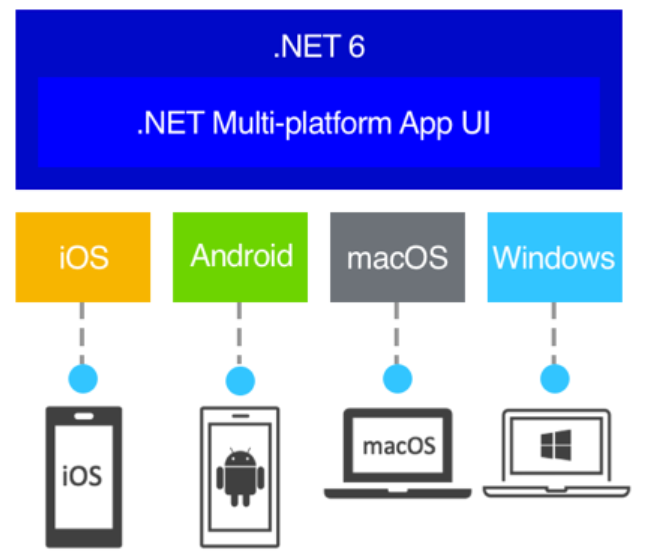 .NET 6
.NET Multi-platform App UI
iOS
Android
macOS
Windows
iOS
macOS